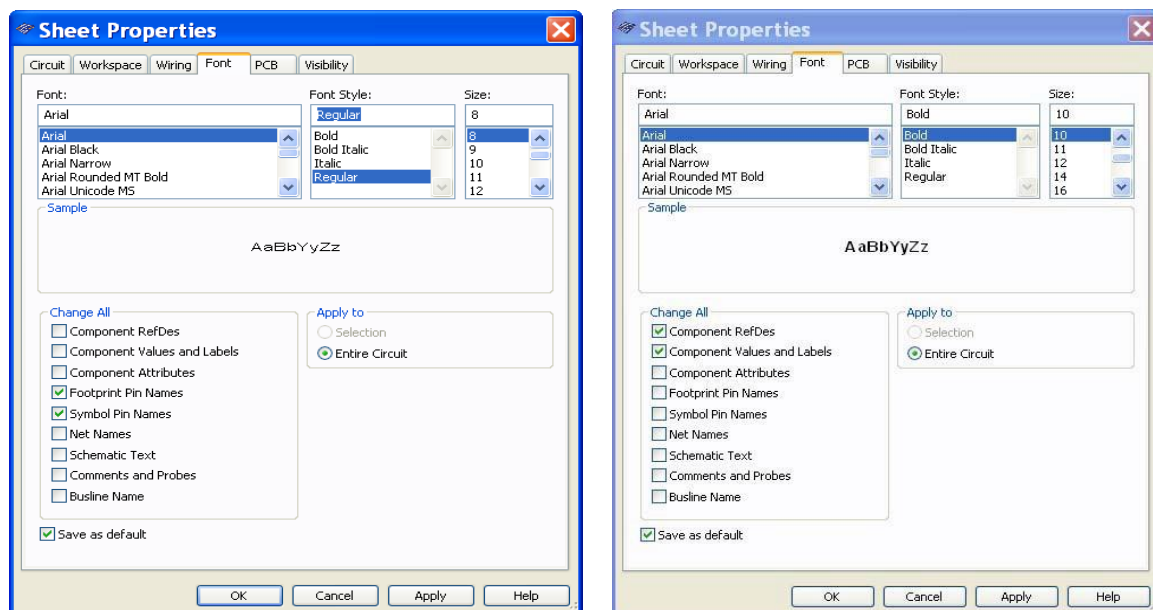 Sheet Properties
Circuit Workspace Wiring Font PCB Visibility
Font: Font Style: Size:
Arial Regular 8
Arial Bold 8
Arial Black Bold Italic 9
Arial Narrow Italic 10
Arial Rounded MT Bold Regular 11
Arial Unicode MS 12
Sample
AaBbYyZz
Change All Apply to
Component RefDes Selection
Component Values and Labels Entire Circuit
Component Attributes
Footprint Pin Names
Symbol Pin Names
Net Names
Schematic Text
Comments and Probes
Busline Name
Save as default
OK Cancel Apply Help
Sheet Properties
Circuit Workspace Wiring Font PCB Visibility
Font: Font Style: Size:
Arial Bold 10
Arial Bold 10
Arial Black Bold Italic 11
Arial Narrow Italic 12
Arial Rounded MT Bold Regular 14
Arial Unicode MS 16
Sample
AaBbYyZz
Change All Apply to
Component RefDes Selection
Component Values and Labels Entire Circuit
Component Attributes
Footprint Pin Names
Symbol Pin Names
Net Names
Schematic Text
Comments and Probes
Busline Name
Save as default
OK Cancel Apply Help